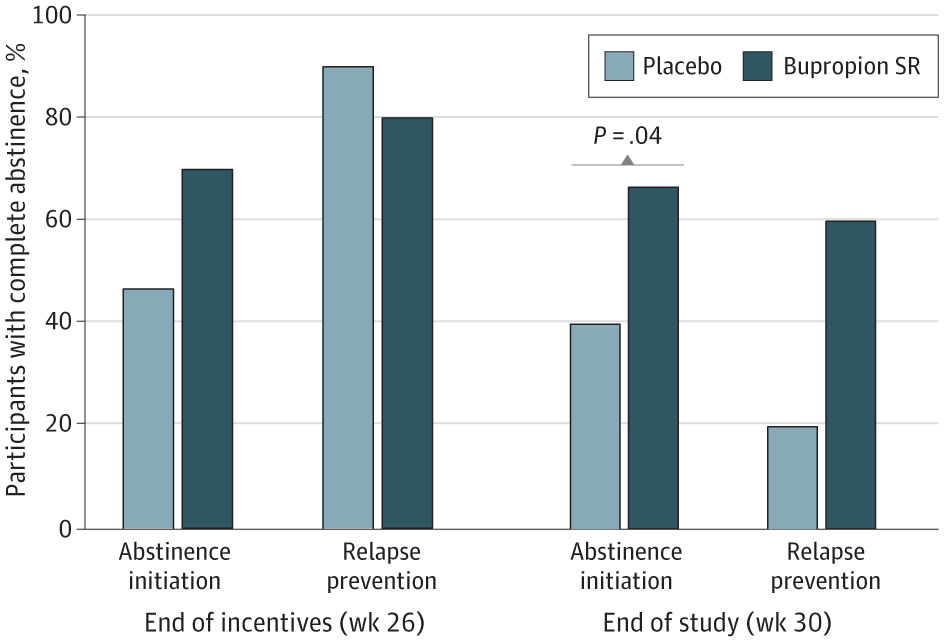 Participants with complete abstinence, %
100
80
60
40
20
0
Placebo
Bupropion SR
P = .04
Abstinence
initiation
Relapse
prevention
Abstinence
initiation
Relapse
prevention
End of incentives (wk 26)
End of study (wk 30)